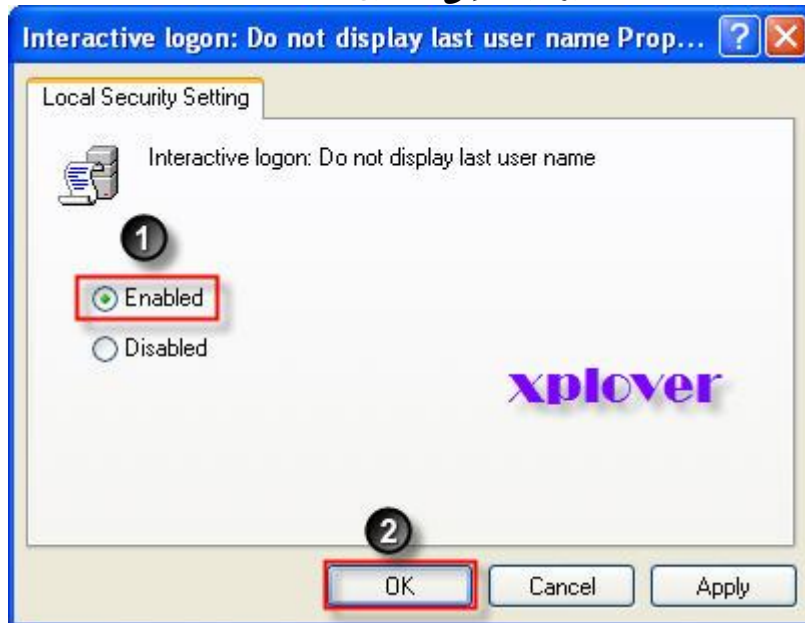 Interactive logon: Do not display last user name Prop...
Local Security Setting
Interactive logon: Do not display last user name
1
Enabled
Disabled
xplover
2
OK Cancel Apply